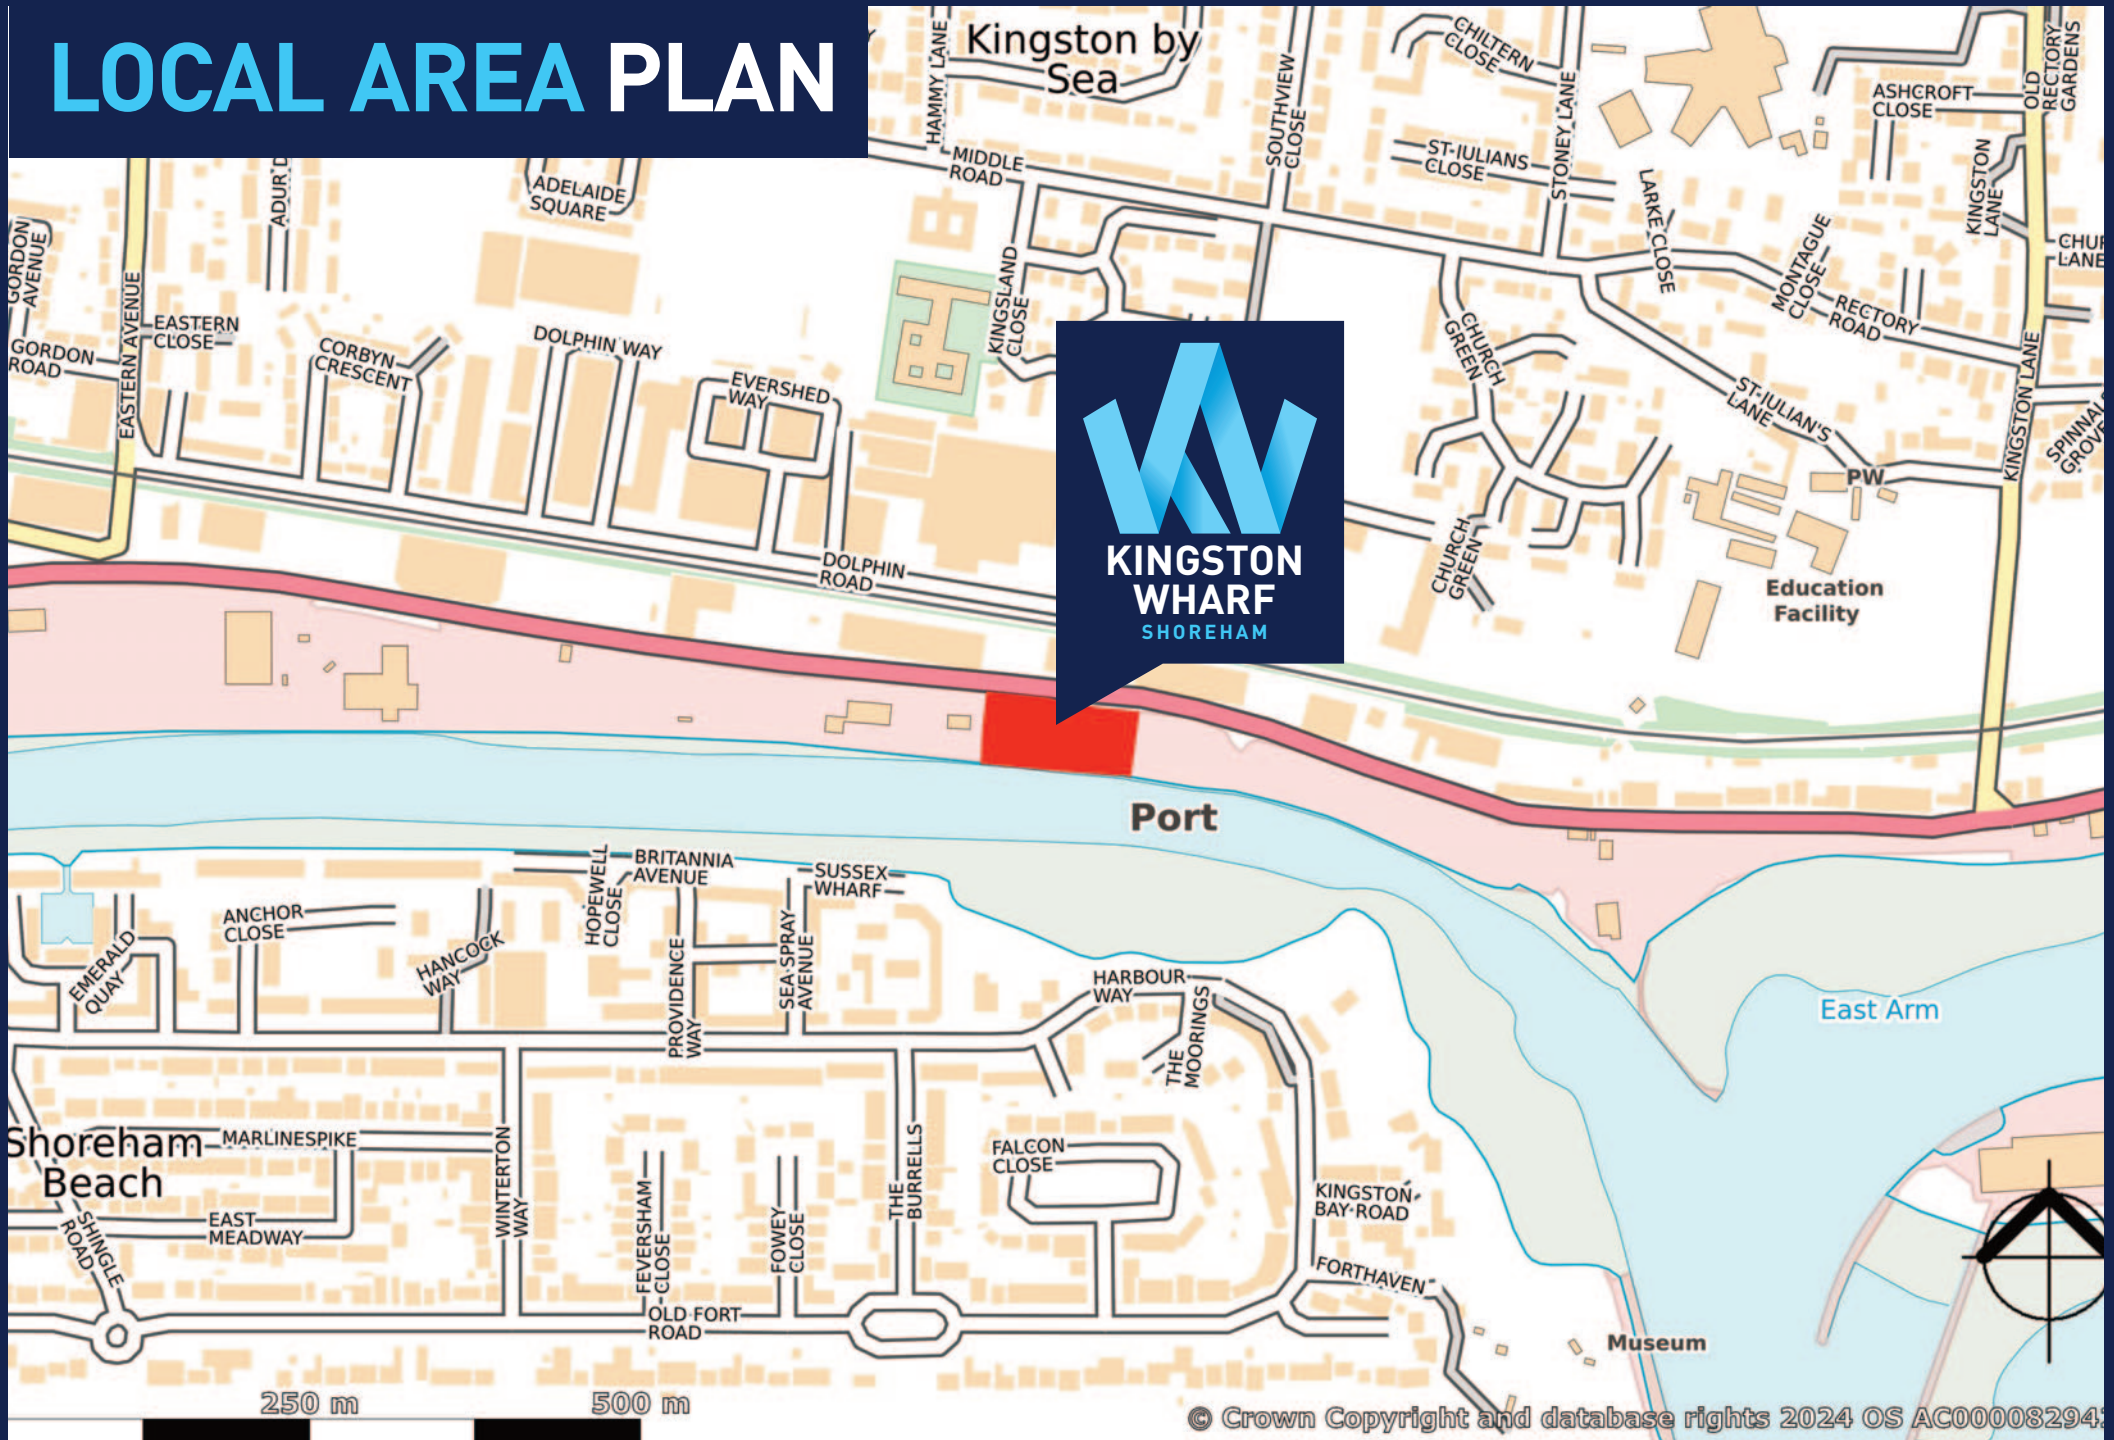 LOCAL AREA PLAN
Kingston by
Sea
HAMMY LANE
SOUTHVIEW
CLOSE
CHILTERN
CLOSE
STONEY LANE
ASHCROFT
CLOSE
OLD
RECTORY
GARDENS
MIDDLE
ROAD
ST·JULIANS
CLOSE
KINGSTON
LANE
LARKE CLOSE
ADELAIDE
SQUARE
GORDON
AVENUE
MONTAGUE
CLOSE
LANE
KINGSLAND
CLOSE
EASTERN AVENUE
EASTERN
CLOSE
GORDON
ROAD
CORBYN
CRESCENT
DOLPHIN WAY
EVERSHED
WAY
CHURCH
GREEN
RECTORY
ROAD
ST·JULIAN'S
LANE
KINGSTON LANE
PW
KINGSTON
WHARF
SHOREHAM
CHURCH
GREEN
DOLPHIN
ROAD
Education
Facility
Port
HOPEWELL
CLOSE
BRITANNIA
AVENUE
SUSSEX
WHARF
ANCHOR
CLOSE
EMERALD
QUAY
HANCOCK
WAY
PROVIDENCE
WAY
SEA·SPRAY
AVENUE
HARBOUR
WAY
THE
MOORINGS
East Arm
Shoreham
Beach
MARLINESPIKE
EAST
MEADWAY
SHINGLE
ROAD
WINTERTON
WAY
FEVERSHAM
CLOSE
FOWEY
CLOSE
THE
BURRELLS
FALCON
CLOSE
KINGSTON
BAY·ROAD
FORTHAVEN
OLD FORT
ROAD
Museum
250 m
500 m
© Crown Copyright and database rights 2024 OS